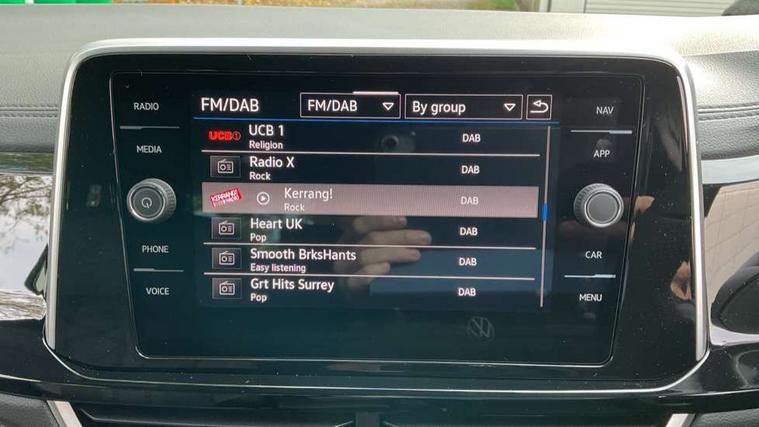 RADIO
MEDIA
PHONE
VOICE
FM/DAB
FM/DAB
By group
UCB1
UCB 1
DAB
Religion
Radio X
DAB
Rock
KERRANG!
Kerrang!
DAB
Rock
Heart UK
DAB
Pop
Smooth BrksHants
DAB
Easy listening
Grt Hits Surrey
DAB
Pop
NAV
APP
CAR
MENU